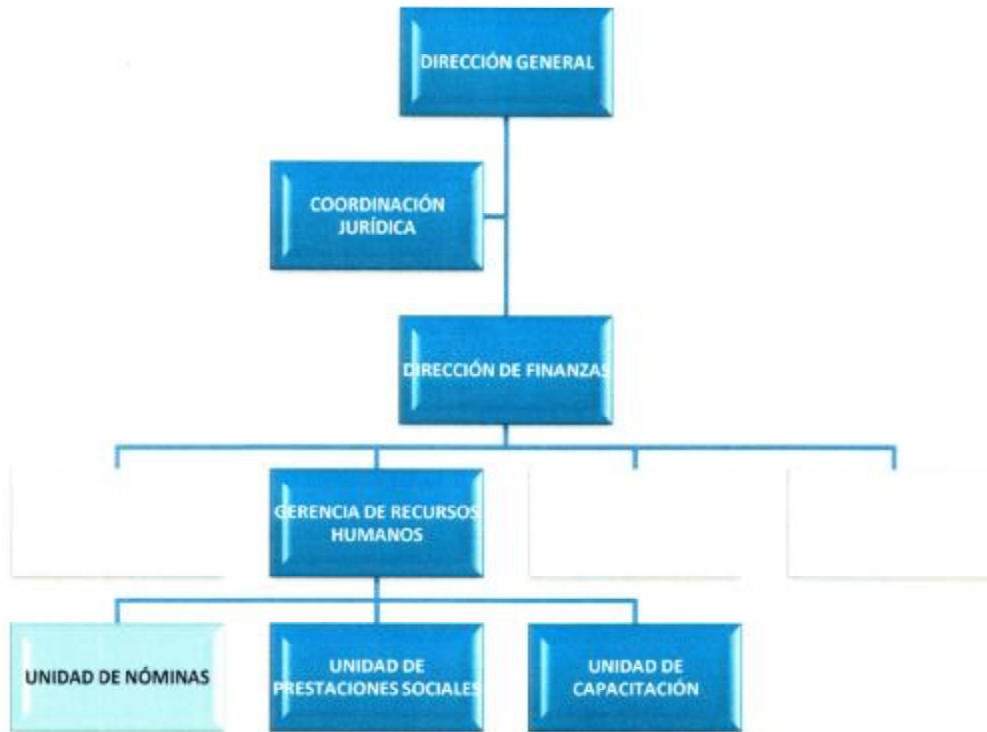 DIRECCIÓN GENERAL
COORDINACIÓN
JURÍDICA
DIRECCIÓN DE FINANZAS
GERENCIA DE RECURSOS
HUMANOS
UNIDAD DE NÓMINAS
UNIDAD DE
PRESTACIONES SOCIALES
UNIDAD DE
CAPACITACIÓN